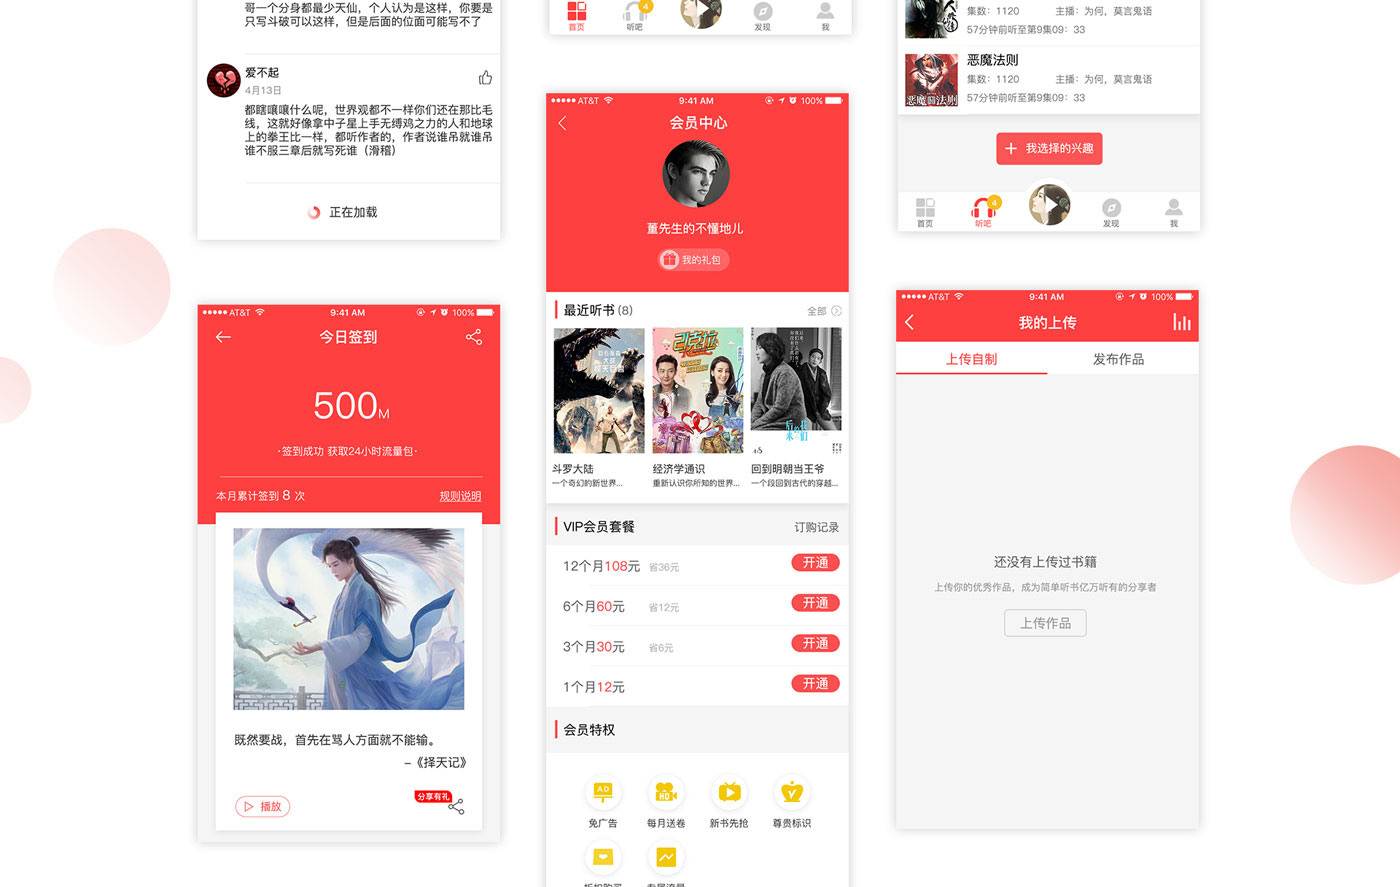 哥一个分身都最少天仙，个人认为是这样，你要是
只写斗破可以这样，但是后面的位面可能写不了
爱不起
4月13日
都瞎嚷嚷什么呢，世界观都不一样你们还在那比毛
线，这就好像拿中子星上手无缚鸡之力的人和地球
上的拳王比一样，都听作者的，作者说谁吊就谁吊
谁不服三章后就写死谁（滑稽）
正在加载
AT&T 9:41 AM 100%
今日签到
500M
·签到成功 获取24小时流量包·
本月累计签到 8 次
规则说明
既然要战，首先在骂人方面就不能输。
–《择天记》
播放
分享有礼
首页
听吧
4
发现
我
AT&T 9:41 AM 100%
会员中心
董先生的不懂地儿
我的礼包
最近听书(8)
全部
后来的我们
斗罗大陆
一个奇幻的新世界...
经济学通识
重新认识你所知的世界...
回到明朝当王爷
一个段回到古代的穿越...
VIP会员套餐
订购记录
12个月108元 省36元 开通
6个月60元 省12元 开通
3个月30元 省6元 开通
1个月12元 开通
会员特权
AD
HD
免广告
每月送卷
新书先抢
尊贵标识
集数：1120 主播：为何，莫言鬼语
57分钟前听至第9集09：33
恶魔法则
恶魔法则
集数：1120 主播：为何，莫言鬼语
57分钟前听至第9集09：33
我选择的兴趣
首页
听吧
4
发现
我
AT&T 9:41 AM 100%
我的上传
上传自制
发布作品
还没有上传过书籍
上传你的优秀作品，成为简单听书亿万听有的分享者
上传作品